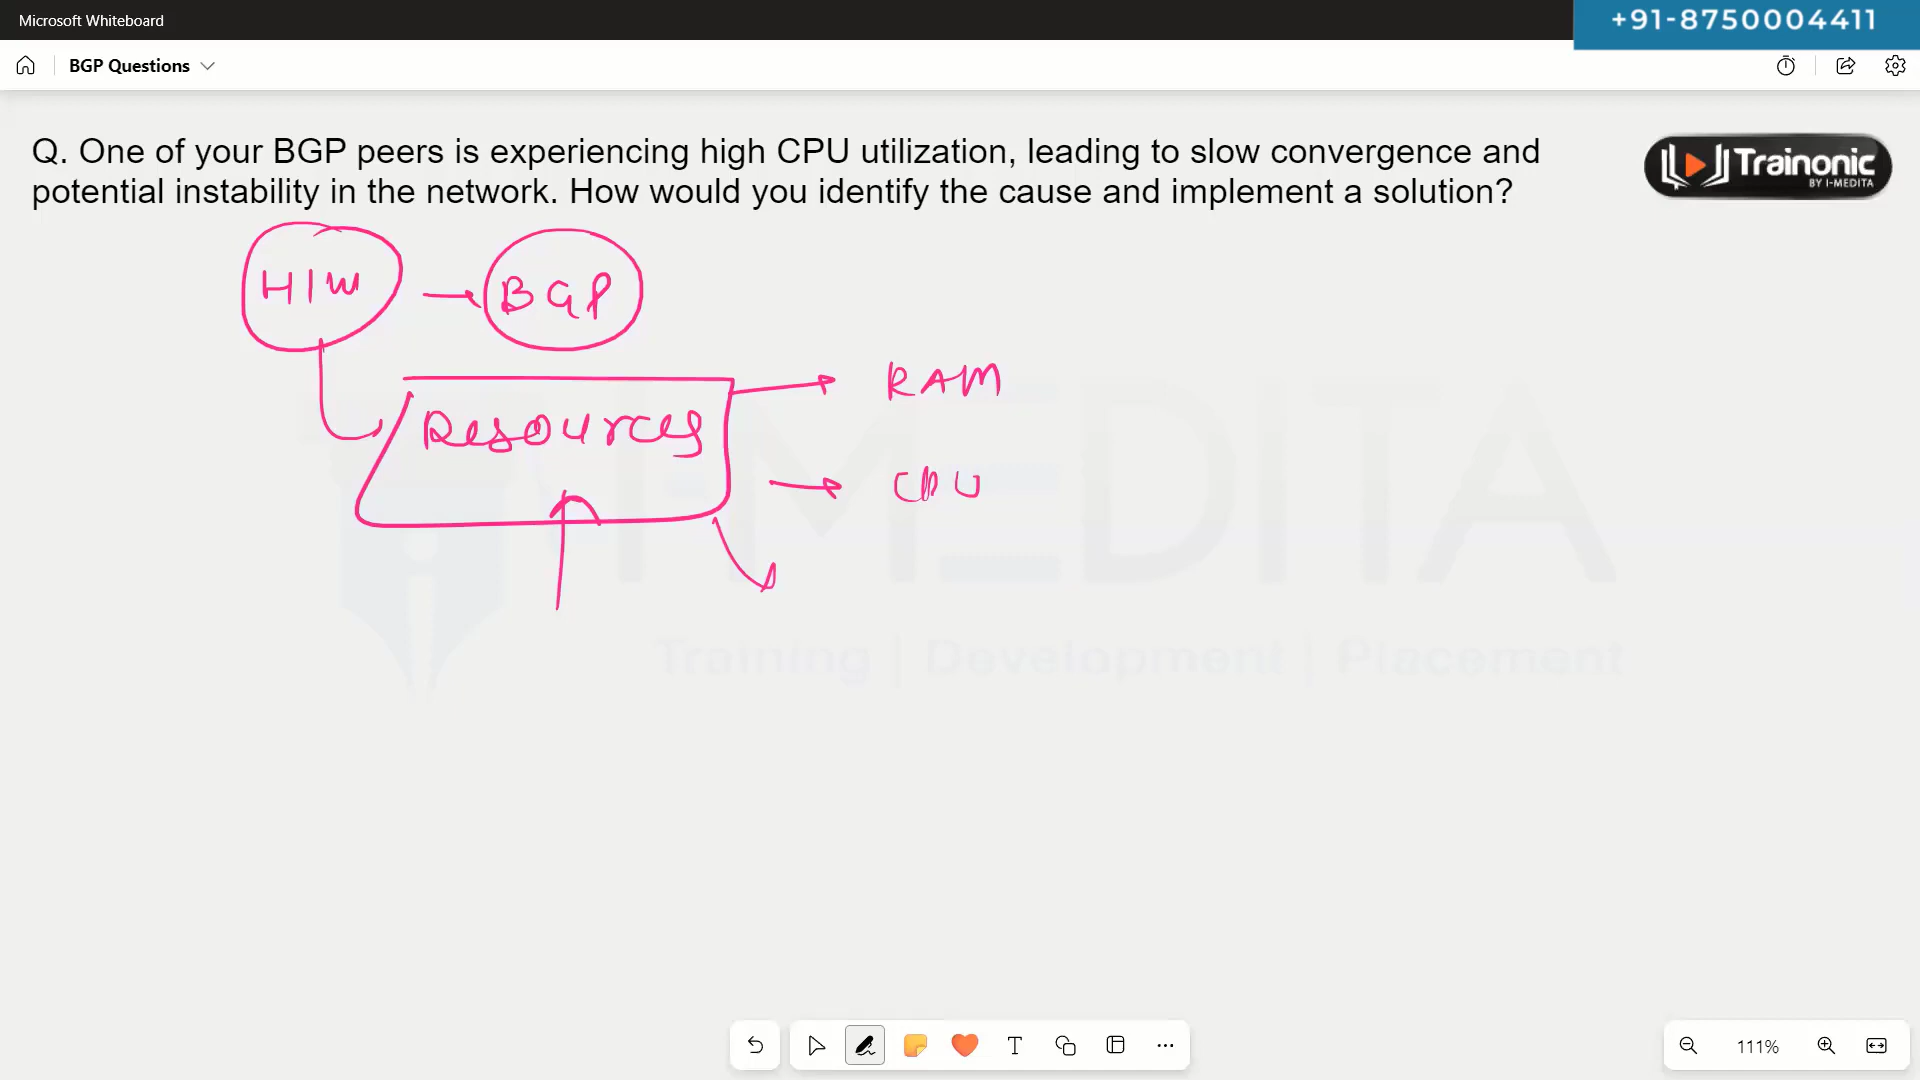 Microsoft Whiteboard
+91-8750004411
BGP Questions
Q. One of your BGP peers is experiencing high CPU utilization, leading to slow convergence and
potential instability in the network. How would you identify the cause and implement a solution?
Trainonic
BY I-MEDITA
H/W
BGP
RAM
Resources
CPU
I-MEDITA
Training | Development | Placement
111%